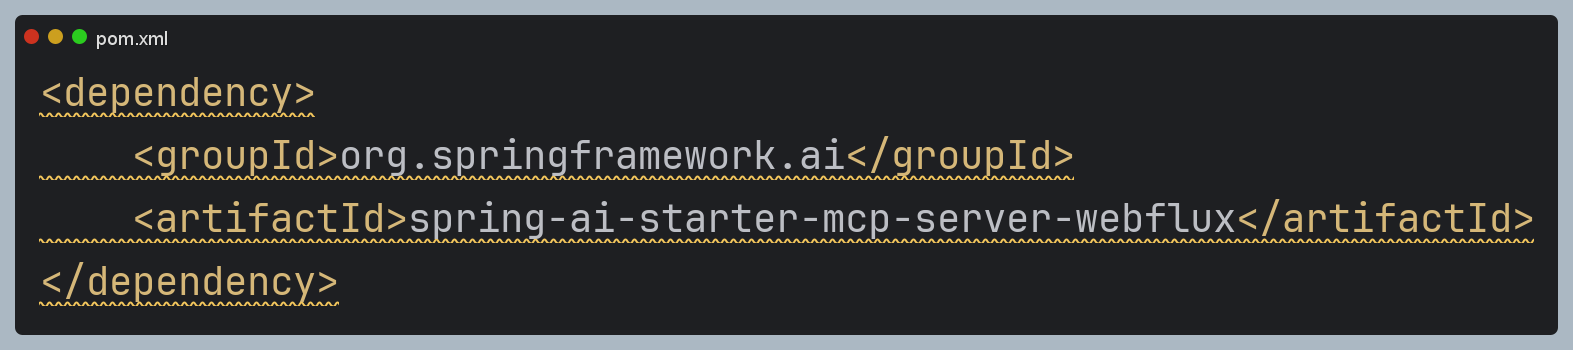 pom.xml
<dependency>
    <groupId>org.springframework.ai</groupId>
    <artifactId>spring-ai-starter-mcp-server-webflux</artifactId>
</dependency>